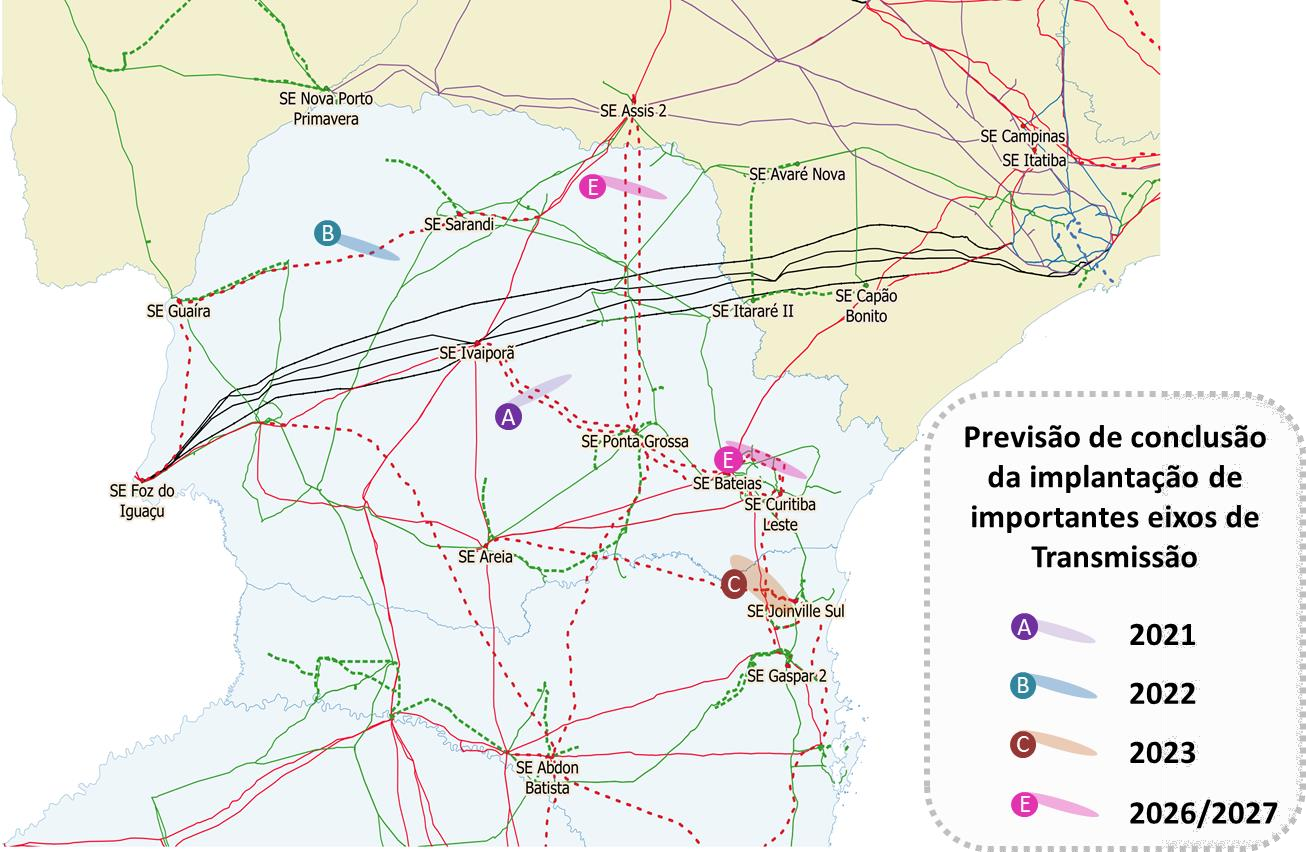 SE Nova Porto
Primavera
SE Assis 2
SE Campinas
SE Itatiba
SE Avaré Nova
E
SE Sarandi
B
SE Guaíra
SE Itararé II
SE Capão
Bonito
SE Ivaiporã
A
SE Ponta Grossa
E
SE Bateias
SE Foz do
Iguaçu
SE Curitiba
Leste
SE Areia
C
SE Joinville Sul
SE Gaspar 2
SE Abdon
Batista
Previsão de conclusão
da implantação de
importantes eixos de
Transmissão
A 2021
B 2022
C 2023
E 2026/2027